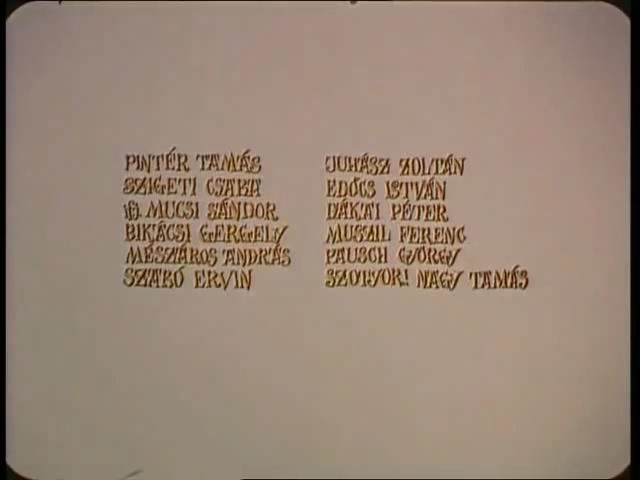 PINTÉR TAMÁS
SZIGETI CSABA
ifj. MUCSI SÁNDOR
BIKÁCSI GERGELY
MÉSZÁROS ANDRÁS
SZABÓ ERVIN
JUHÁSZ ZOLTÁN
EDŐCS ISTVÁN
DÁKAI PÉTER
MUSZIL FERENC
PAUSCH GYÖRGY
SZOTYORI NAGY TAMÁS